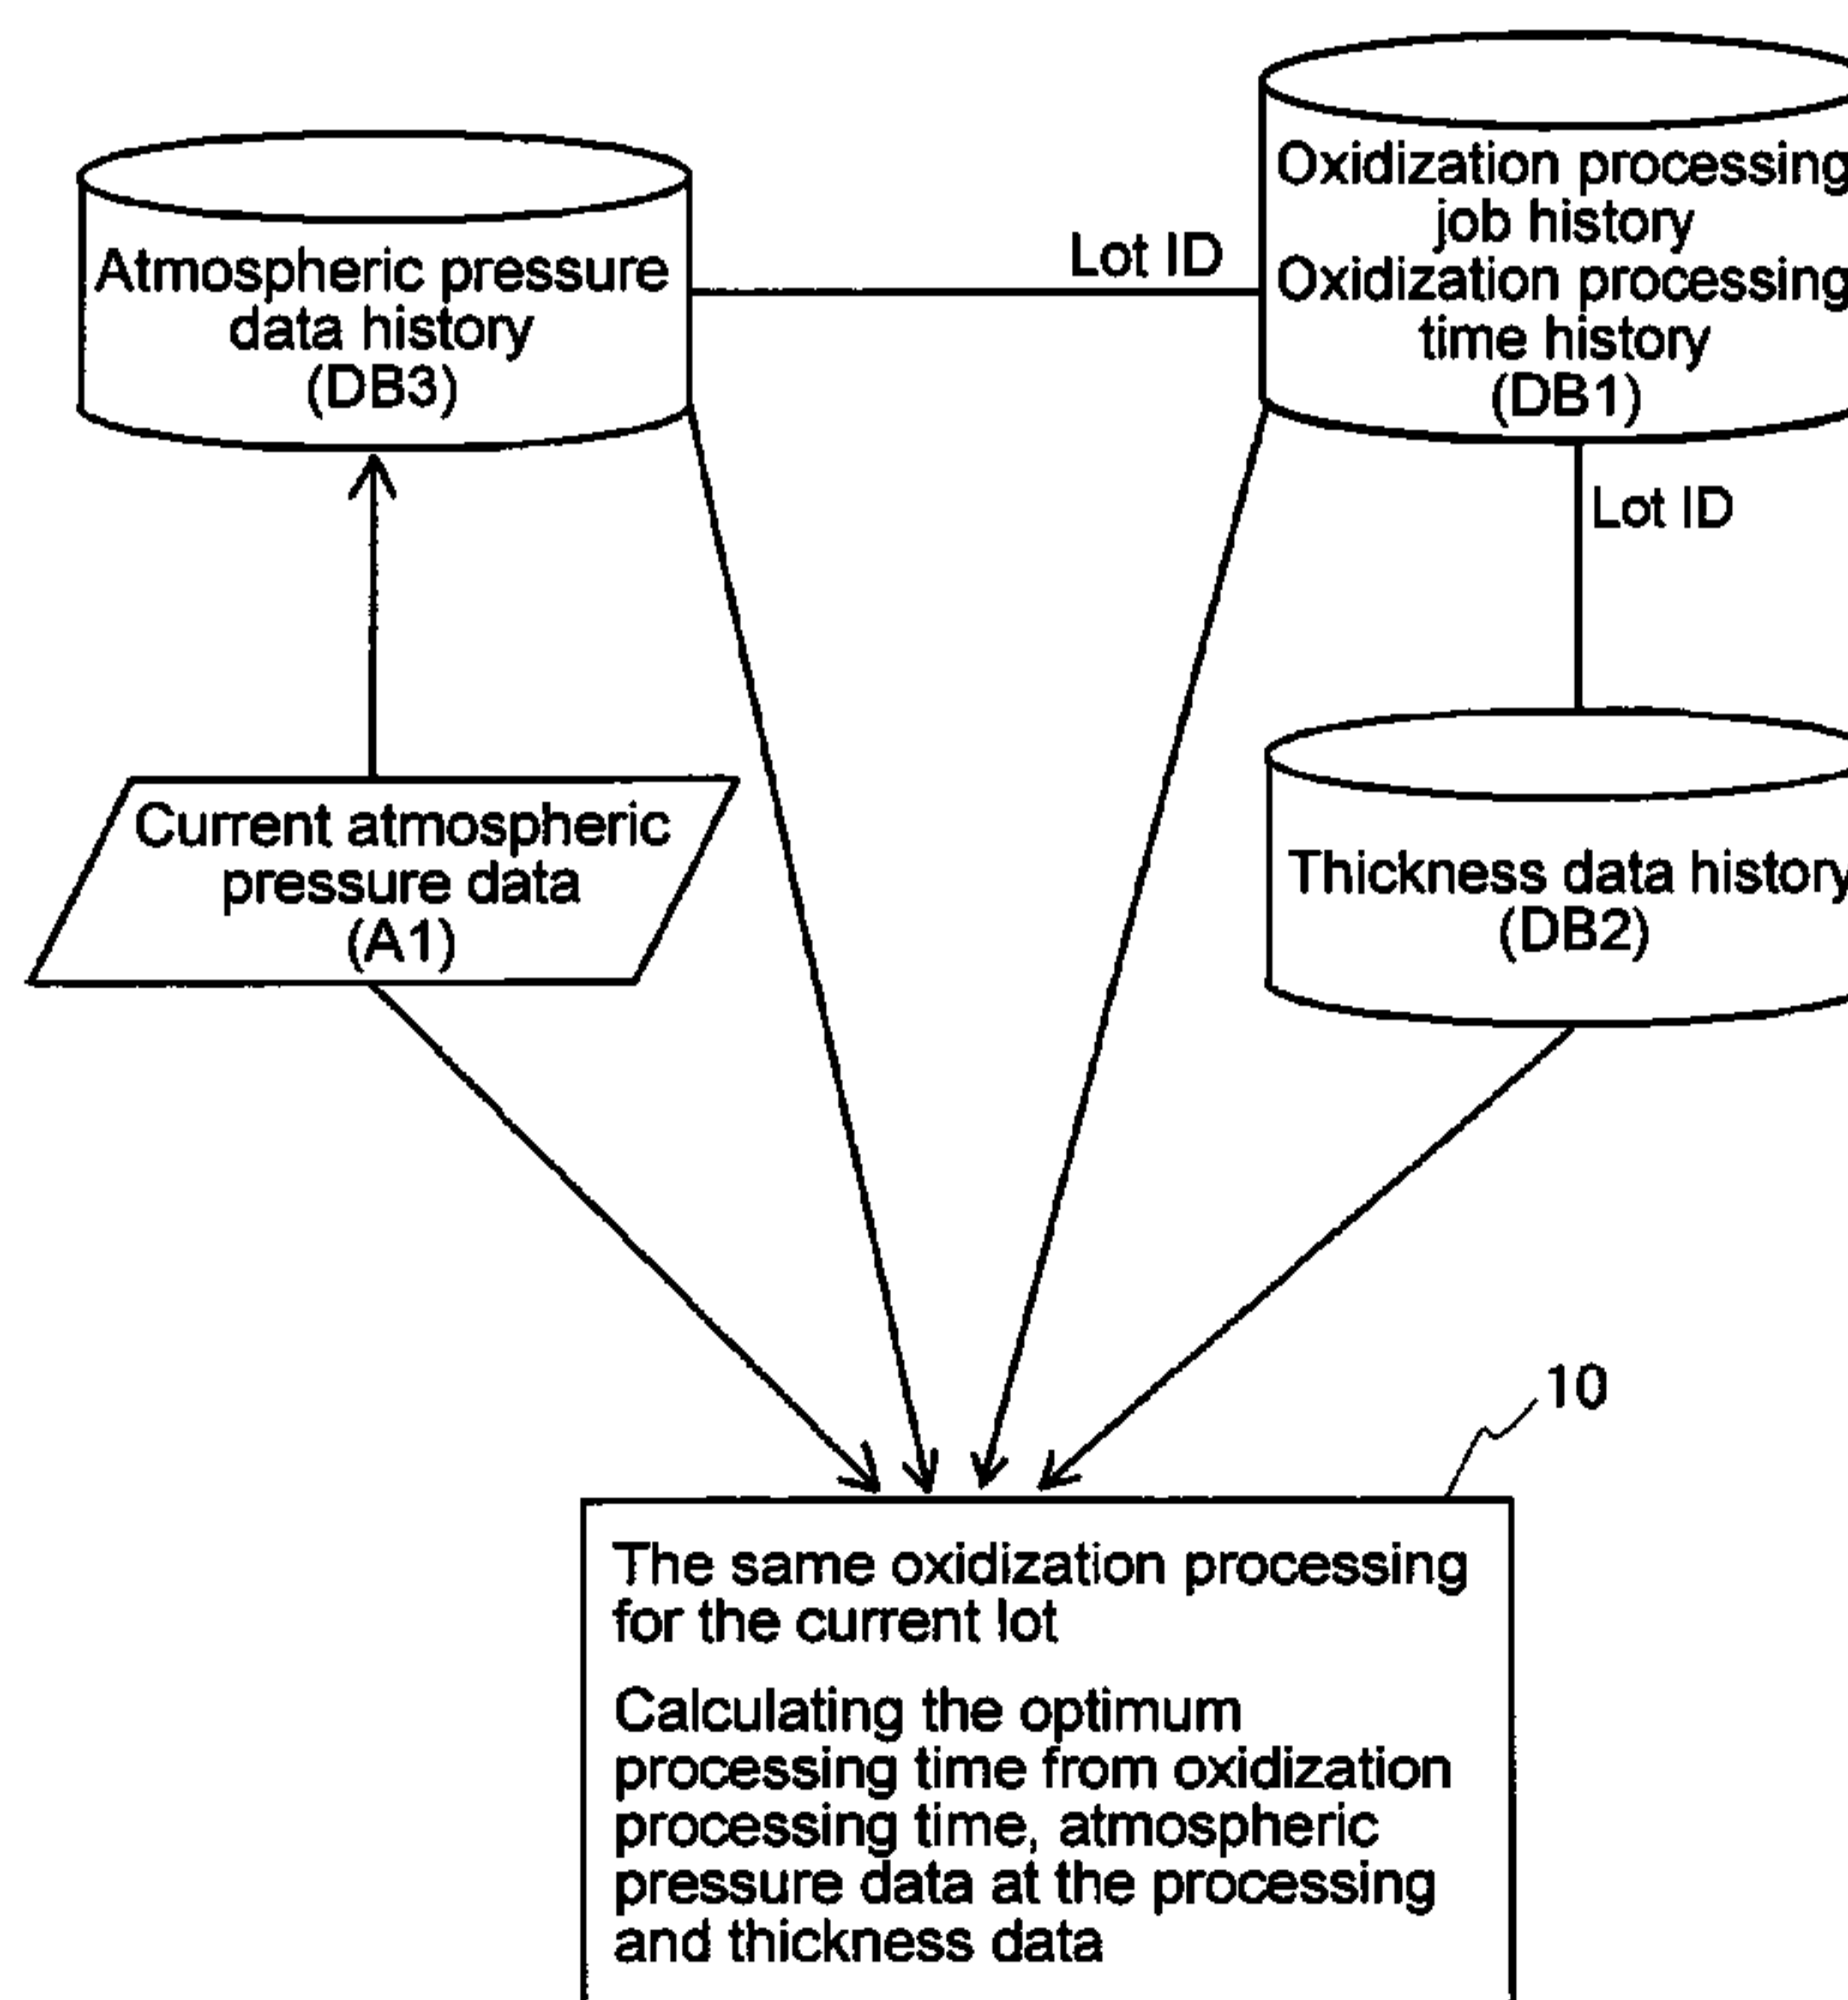 Atmospheric pressure
data history
(DB3)
Lot ID
Oxidization processing
job history
Oxidization processing
time history
(DB1)
Lot ID
Current atmospheric
pressure data
(A1)
Thickness data history
(DB2)
10
The same oxidization processing
for the current lot
Calculating the optimum
processing time from oxidization
processing time, atmospheric
pressure data at the processing
and thickness data